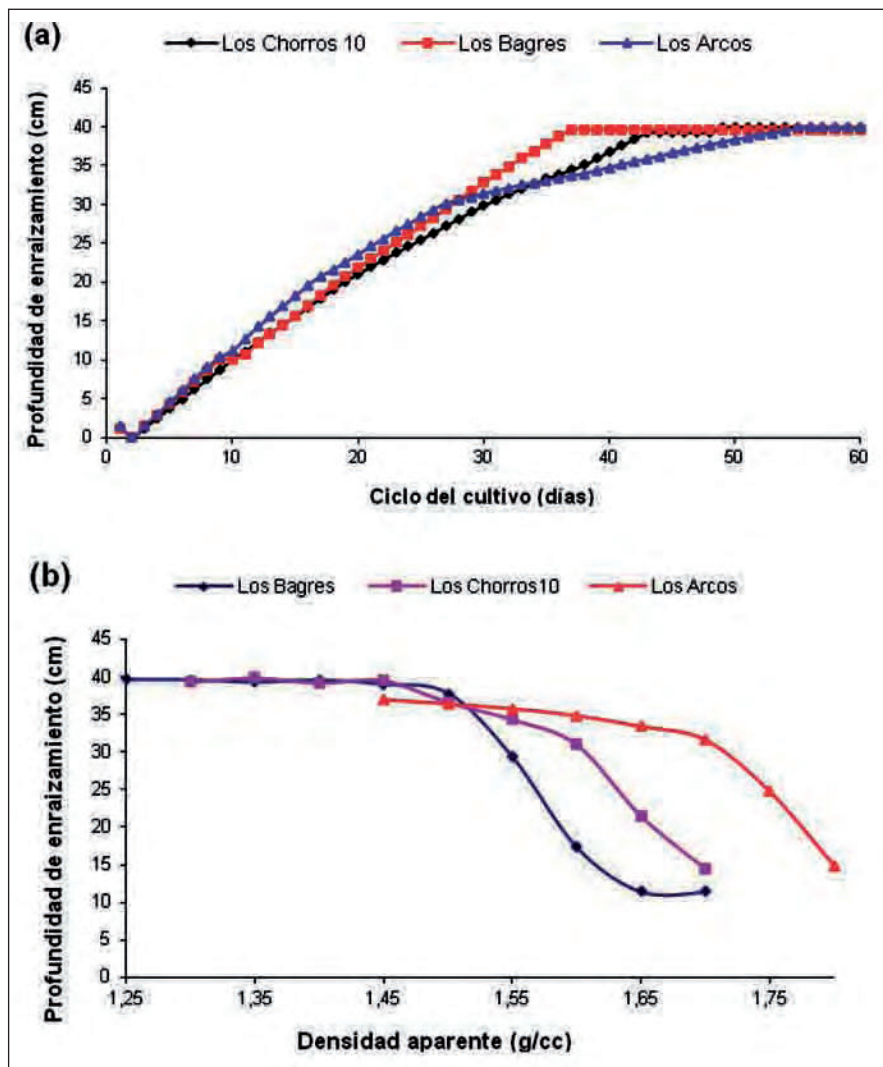 (a)
Los Chorros 10 Los Bagres Los Arcos
Profundidad de enraizamiento (cm)
45
40
35
30
25
20
15
10
5
0
0 10 20 30 40 50 60
Ciclo del cultivo (días)
(b)
Los Bagres Los Chorros10 Los Arcos
Profundidad de enraizamiento (cm)
45
40
35
30
25
20
15
10
5
0
1,25 1,35 1,45 1,55 1,65 1,75
Densidad aparente (g/cc)